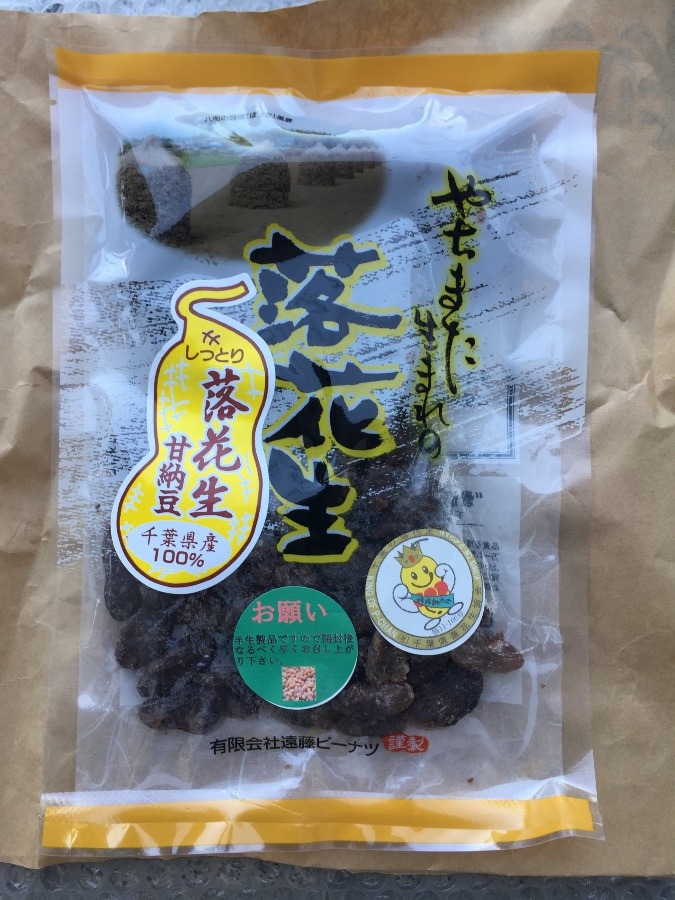 やちまた
生まれの
落花生
しっとり
落花生
甘納豆
千葉県産
100%
お願い
半生製品ですので開封後
なるべく早くお召し上が
り下さい。
有限会社遠藤ピーナツ
謹製